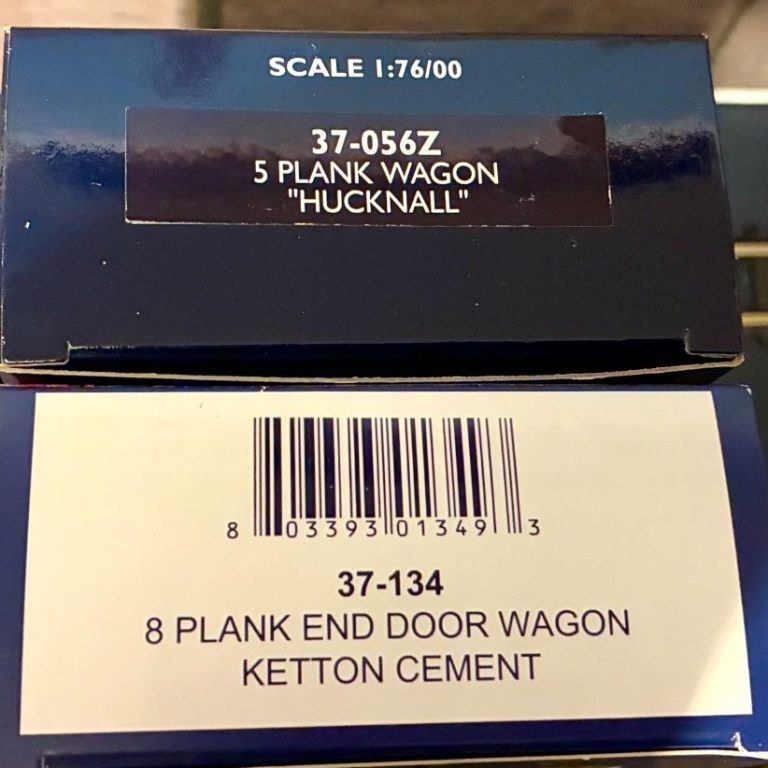 SCALE 1:76/00
37-056Z
5 PLANK WAGON
"HUCKNALL"
8 03393 01349 3
37-134
8 PLANK END DOOR WAGON
KETTON CEMENT